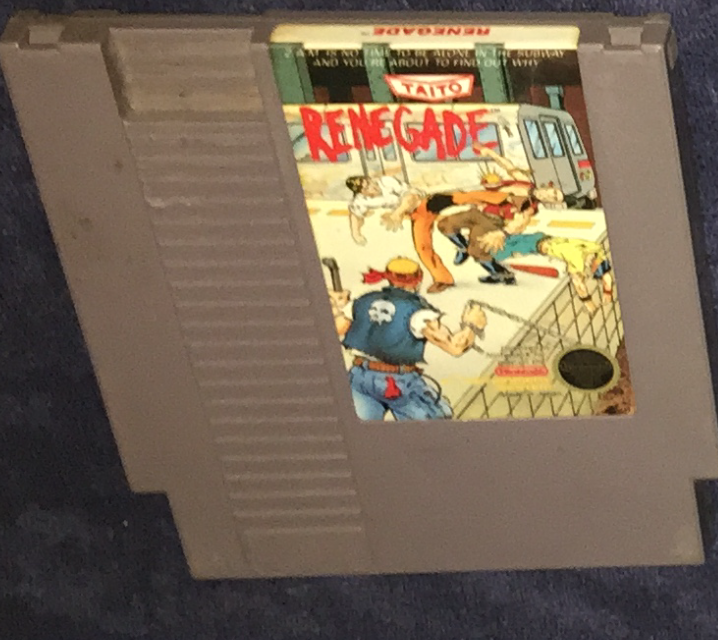 RENEGADE
2 A.M. IS NO TIME TO BE ALONE IN THE SUBWAY
AND YOU'RE ABOUT TO FIND OUT WHY
TAITO
RENEGADE
Nintendo